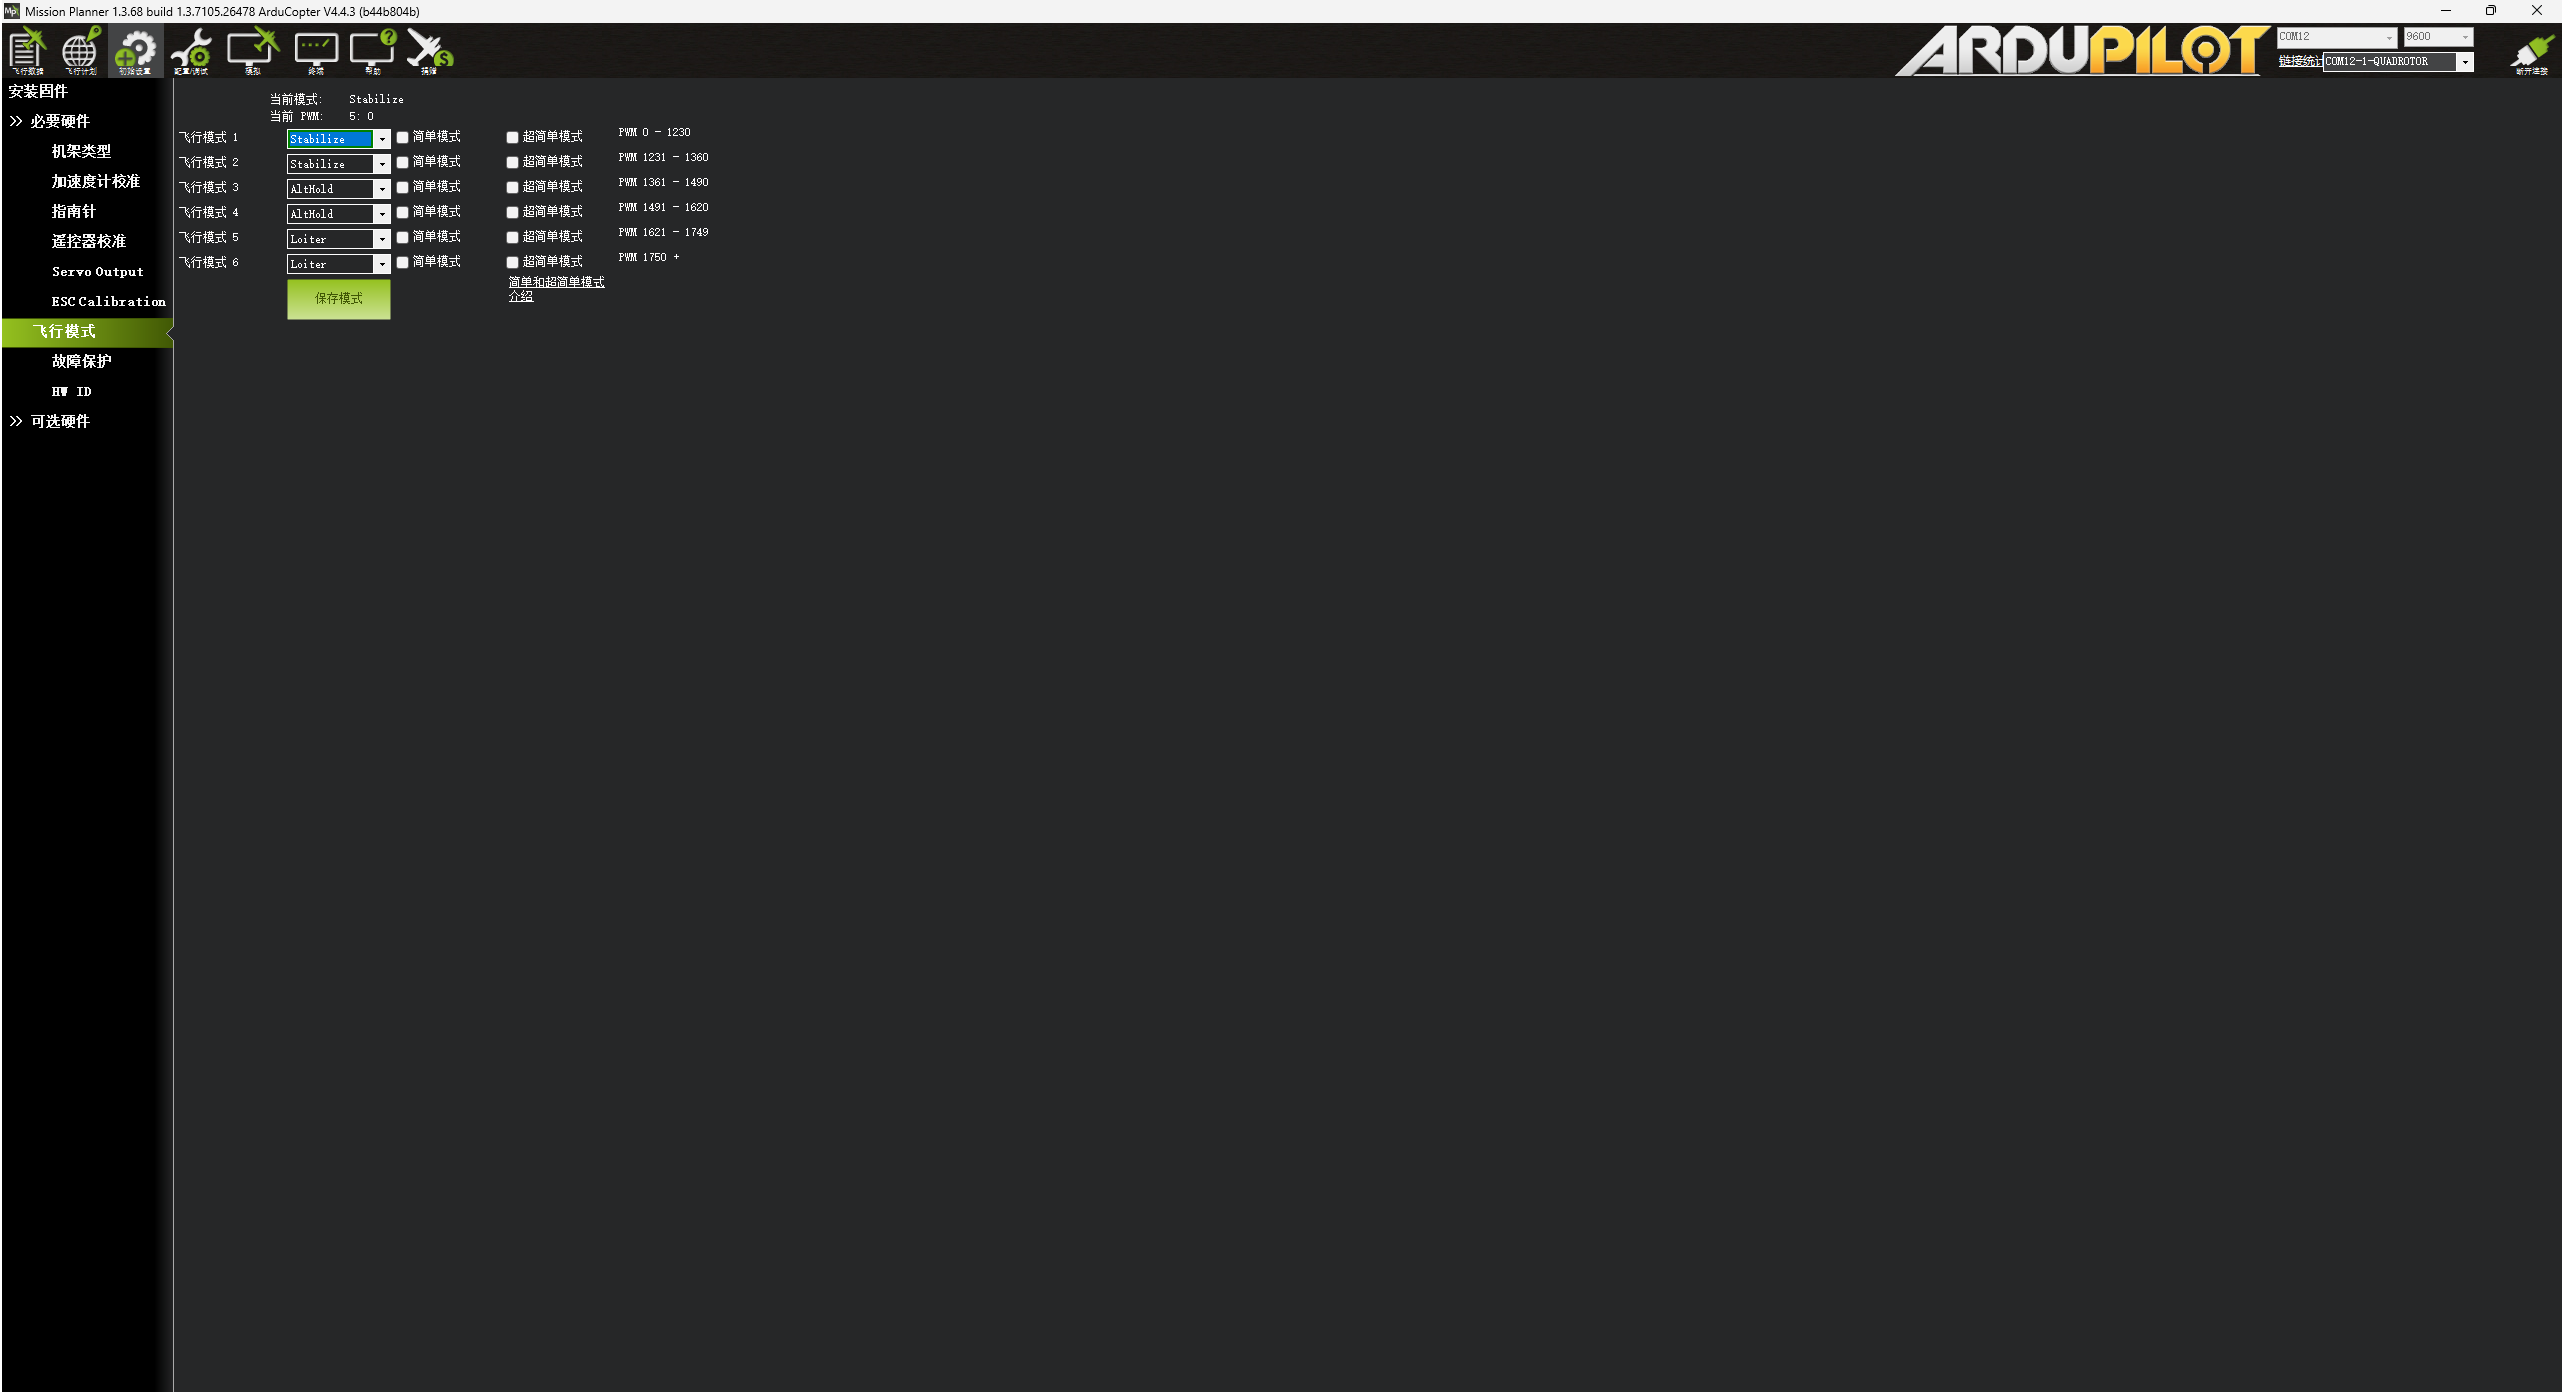 Mission Planner 1.3.68 build 1.3.7105.26478 ArduCopter V4.4.3 (b44b804b)
飞行数据 飞行计划 初始设置 配置/调试 模拟 终端 帮助 捐赠
ARDUPILOT
COM12 9600
链接统计 COM12-1-QUADROTOR
断开连接
安装固件
>> 必要硬件
机架类型
加速度计校准
指南针
遥控器校准
Servo Output
ESC Calibration
飞行模式
故障保护
HW ID
>> 可选硬件
当前模式: Stabilize
当前 PWM: 5: 0
飞行模式 1 Stabilize 简单模式 超简单模式 PWM 0 - 1230
飞行模式 2 Stabilize 简单模式 超简单模式 PWM 1231 - 1360
飞行模式 3 AltHold 简单模式 超简单模式 PWM 1361 - 1490
飞行模式 4 AltHold 简单模式 超简单模式 PWM 1491 - 1620
飞行模式 5 Loiter 简单模式 超简单模式 PWM 1621 - 1749
飞行模式 6 Loiter 简单模式 超简单模式 PWM 1750 +
简单和超简单模式
介绍
保存模式